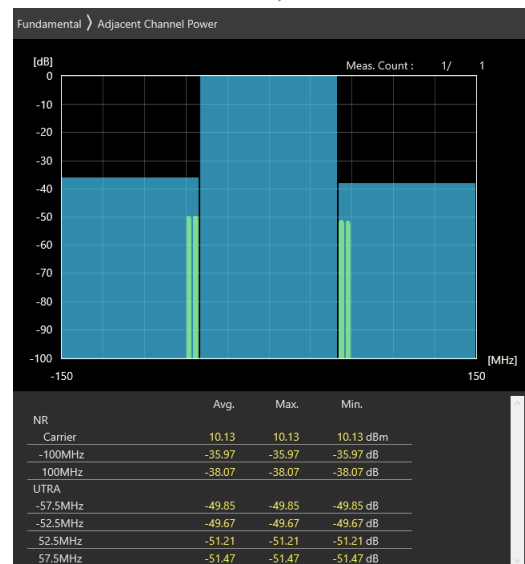 Fundamental ❭ Adjacent Channel Power
[dB]
Meas. Count : 1/ 1
0
-10
-20
-30
-40
-50
-60
-70
-80
-90
-100
[MHz]
-150 150
Avg. Max. Min.
NR
Carrier 10.13 10.13 10.13 dBm
-100MHz -35.97 -35.97 -35.97 dB
100MHz -38.07 -38.07 -38.07 dB
UTRA
-57.5MHz -49.85 -49.85 -49.85 dB
-52.5MHz -49.67 -49.67 -49.67 dB
52.5MHz -51.21 -51.21 -51.21 dB
57.5MHz -51.47 -51.47 -51.47 dB